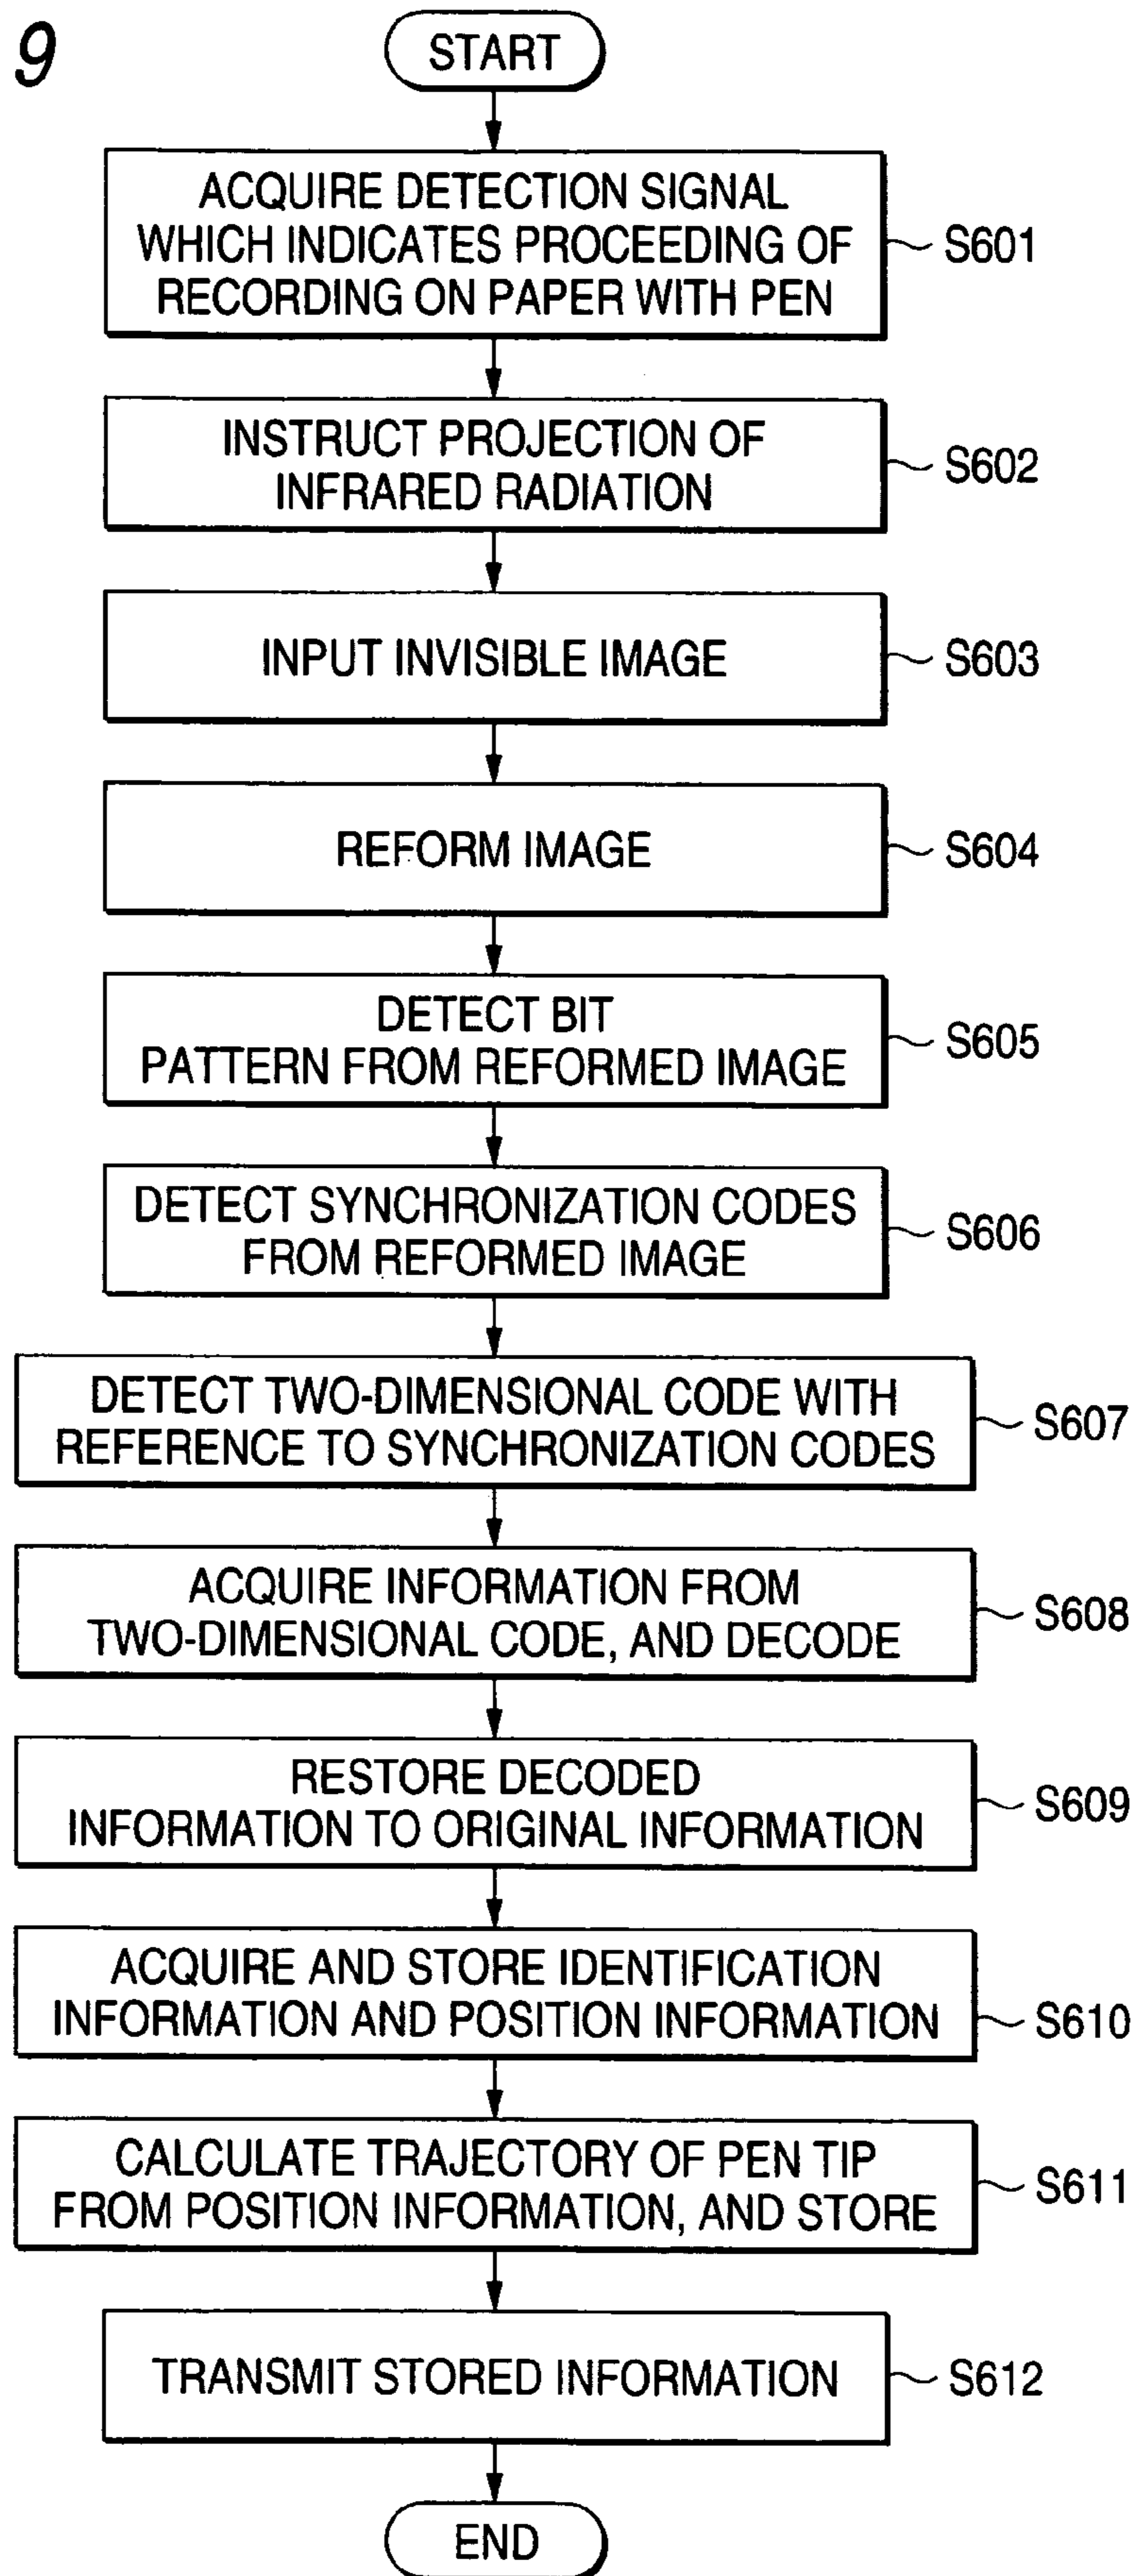 9
START
ACQUIRE DETECTION SIGNAL
WHICH INDICATES PROCEEDING OF
RECORDING ON PAPER WITH PEN
S601
INSTRUCT PROJECTION OF
INFRARED RADIATION
S602
INPUT INVISIBLE IMAGE
S603
REFORM IMAGE
S604
DETECT BIT
PATTERN FROM REFORMED IMAGE
S605
DETECT SYNCHRONIZATION CODES
FROM REFORMED IMAGE
S606
DETECT TWO-DIMENSIONAL CODE WITH
REFERENCE TO SYNCHRONIZATION CODES
S607
ACQUIRE INFORMATION FROM
TWO-DIMENSIONAL CODE, AND DECODE
S608
RESTORE DECODED
INFORMATION TO ORIGINAL INFORMATION
S609
ACQUIRE AND STORE IDENTIFICATION
INFORMATION AND POSITION INFORMATION
S610
CALCULATE TRAJECTORY OF PEN TIP
FROM POSITION INFORMATION, AND STORE
S611
TRANSMIT STORED INFORMATION
S612
END